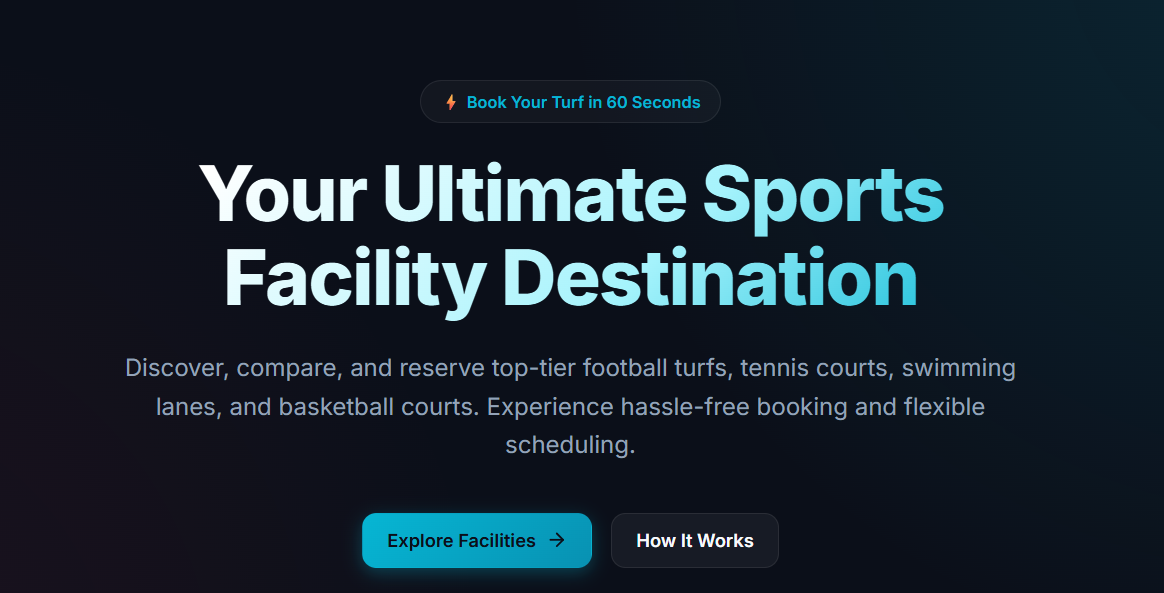 Book Your Turf in 60 Seconds
Your Ultimate Sports
Facility Destination
Discover, compare, and reserve top-tier football turfs, tennis courts, swimming
lanes, and basketball courts. Experience hassle-free booking and flexible
scheduling.
Explore Facilities →
How It Works